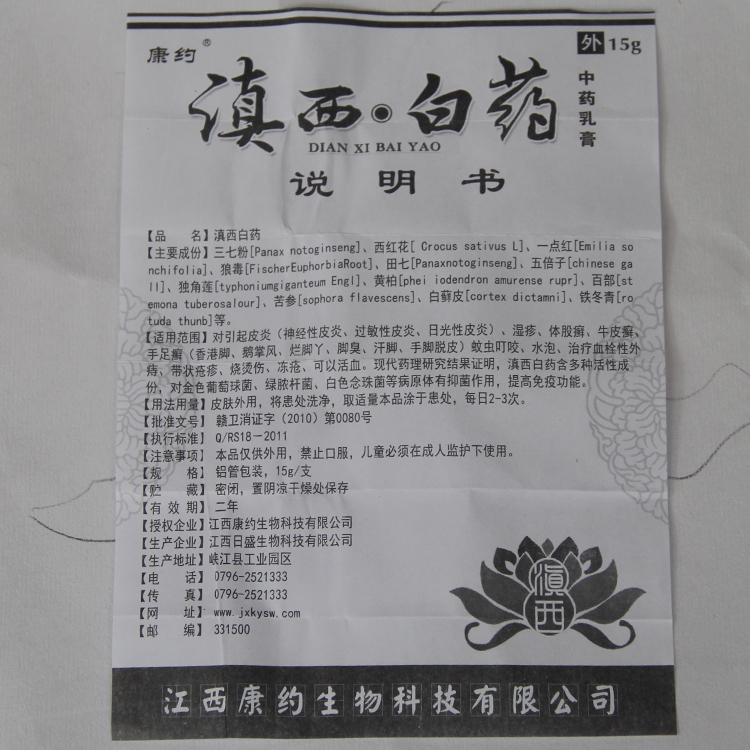 康约®
外 15g
滇西·白药
中药乳膏
DIAN XI BAI YAO
说明书
【品 名】滇西白药
【主要成份】三七粉[Panax notoginseng]、西红花[ Crocus sativus L]、一点红[Emilia so
nchifolia]、狼毒[FischerEuphorbiaRoot]、田七[Panaxnotoginseng]、五倍子[chinese ga
ll]、独角莲[typhoniumgiganteum Engl]、黄柏[phei iodendron amurense rupr]、百部[st
emona tuberosalour]、苦参[sophora flavescens]、白藓皮[cortex dictamni]、铁冬青[ro
tuda thunb]等。
【适用范围】对引起皮炎（神经性皮炎、过敏性皮炎、日光性皮炎）、湿疹、体股癣、牛皮癣、
手足癣（香港脚、鹅掌风、烂脚丫、脚臭、汗脚、手脚脱皮）蚊虫叮咬、水泡、治疗血栓性外
痔、带状疮疹、烧烫伤、冻疮、可以活血。现代药理研究结果证明，滇西白药含多种活性成
份，对金色葡萄球菌、绿脓杆菌、白色念珠菌等病原体有抑菌作用，提高免疫功能。
【用法用量】皮肤外用，将患处洗净，取适量本品涂于患处，每日2-3次。
【批准文号】赣卫消证字（2010）第0080号
【执行标准】Q/RS18－2011
【注意事项】本品仅供外用，禁止口服，儿童必须在成人监护下使用。
【规 格】铝管包装，15g/支
【贮 藏】密闭，置阴凉干燥处保存
【有 效 期】二年
【授权企业】江西康约生物科技有限公司
【生产企业】江西日盛生物科技有限公司
【生产地址】峡江县工业园区
【电 话】0796-2521333
【传 真】0796-2521333
【网 址】www.jxkysw.com
【邮 编】331500
滇西
江西康约生物科技有限公司